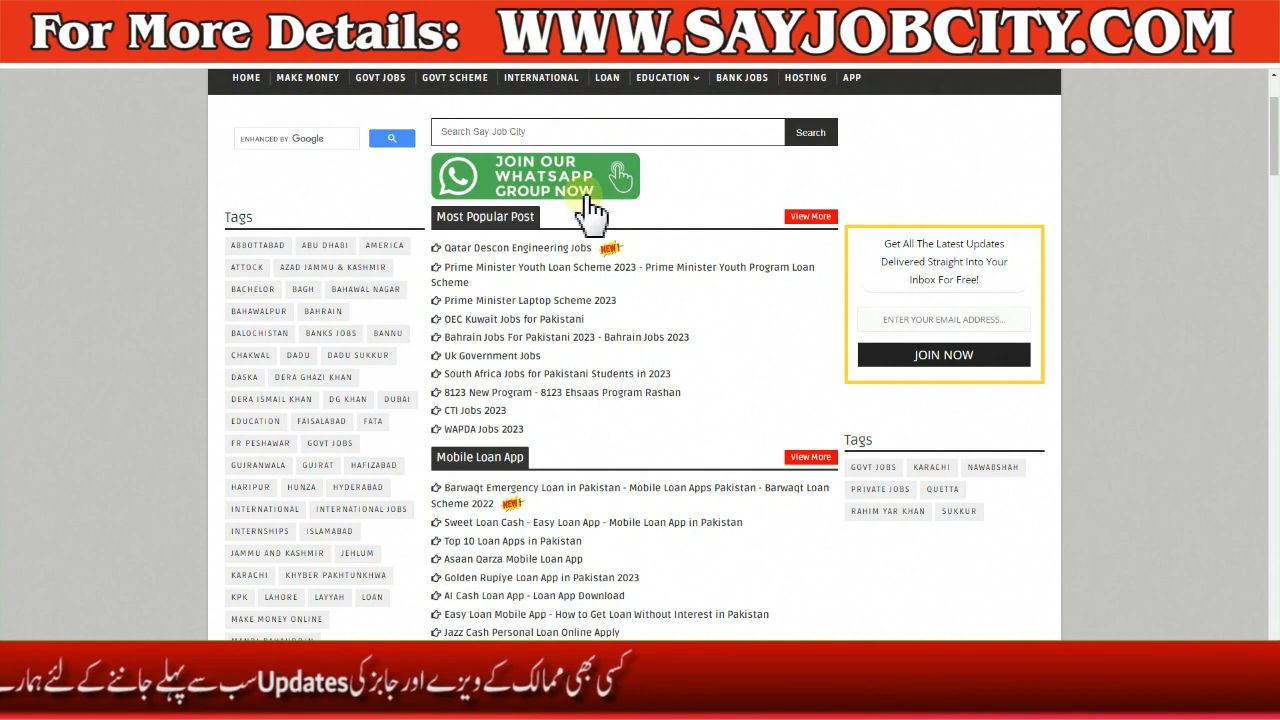 For More Details: WWW.SAYJOBCITY.COM
HOME MAKE MONEY GOVT JOBS GOVT SCHEME INTERNATIONAL LOAN EDUCATION BANK JOBS HOSTING APP
ENHANCED BY Google
Search Say Job City Search
JOIN OUR
WHATSAPP
GROUP NOW
Tags
ABBOTTABAD ABU DHABI AMERICA
ATTOCK AZAD JAMMU & KASHMIR
BACHELOR BAGH BAHAWAL NAGAR
BAHAWALPUR BAHRAIN
BALOCHISTAN BANKS JOBS BANNU
CHAKWAL DADU DADU SUKKUR
DASKA DERA GHAZI KHAN
DERA ISMAIL KHAN DG KHAN DUBAI
EDUCATION FAISALABAD FATA
FR PESHAWAR GOVT JOBS
GUJRANWALA GUJRAT HAFIZABAD
HARIPUR HUNZA HYDERABAD
INTERNATIONAL INTERNATIONAL JOBS
INTERNSHIPS ISLAMABAD
JAMMU AND KASHMIR JEHLUM
KARACHI KHYBER PAKHTUNKHWA
KPK LAHORE LAYYAH LOAN
MAKE MONEY ONLINE
Most Popular Post View More
Qatar Descon Engineering Jobs NEW!
Prime Minister Youth Loan Scheme 2023 - Prime Minister Youth Program Loan
Scheme
Prime Minister Laptop Scheme 2023
OEC Kuwait Jobs for Pakistani
Bahrain Jobs For Pakistani 2023 - Bahrain Jobs 2023
Uk Government Jobs
South Africa Jobs for Pakistani Students in 2023
8123 New Program - 8123 Ehsaas Program Rashan
CTI Jobs 2023
WAPDA Jobs 2023
Mobile Loan App View More
Barwaqt Emergency Loan in Pakistan - Mobile Loan Apps Pakistan - Barwaqt Loan
Scheme 2022 NEW!
Sweet Loan Cash - Easy Loan App - Mobile Loan App in Pakistan
Top 10 Loan Apps in Pakistan
Asaan Qarza Mobile Loan App
Golden Rupiye Loan App in Pakistan 2023
AI Cash Loan App - Loan App Download
Easy Loan Mobile App - How to Get Loan Without Interest in Pakistan
Jazz Cash Personal Loan Online Apply
Get All The Latest Updates
Delivered Straight Into Your
Inbox For Free!
ENTER YOUR EMAIL ADDRESS...
JOIN NOW
Tags
GOVT JOBS KARACHI NAWABSHAH
PRIVATE JOBS QUETTA
RAHIM YAR KHAN SUKKUR
کسی بھی ممالک کے ویزے اور جابز کی Updates سب سے پہلے جاننے کے لئے ہمارے